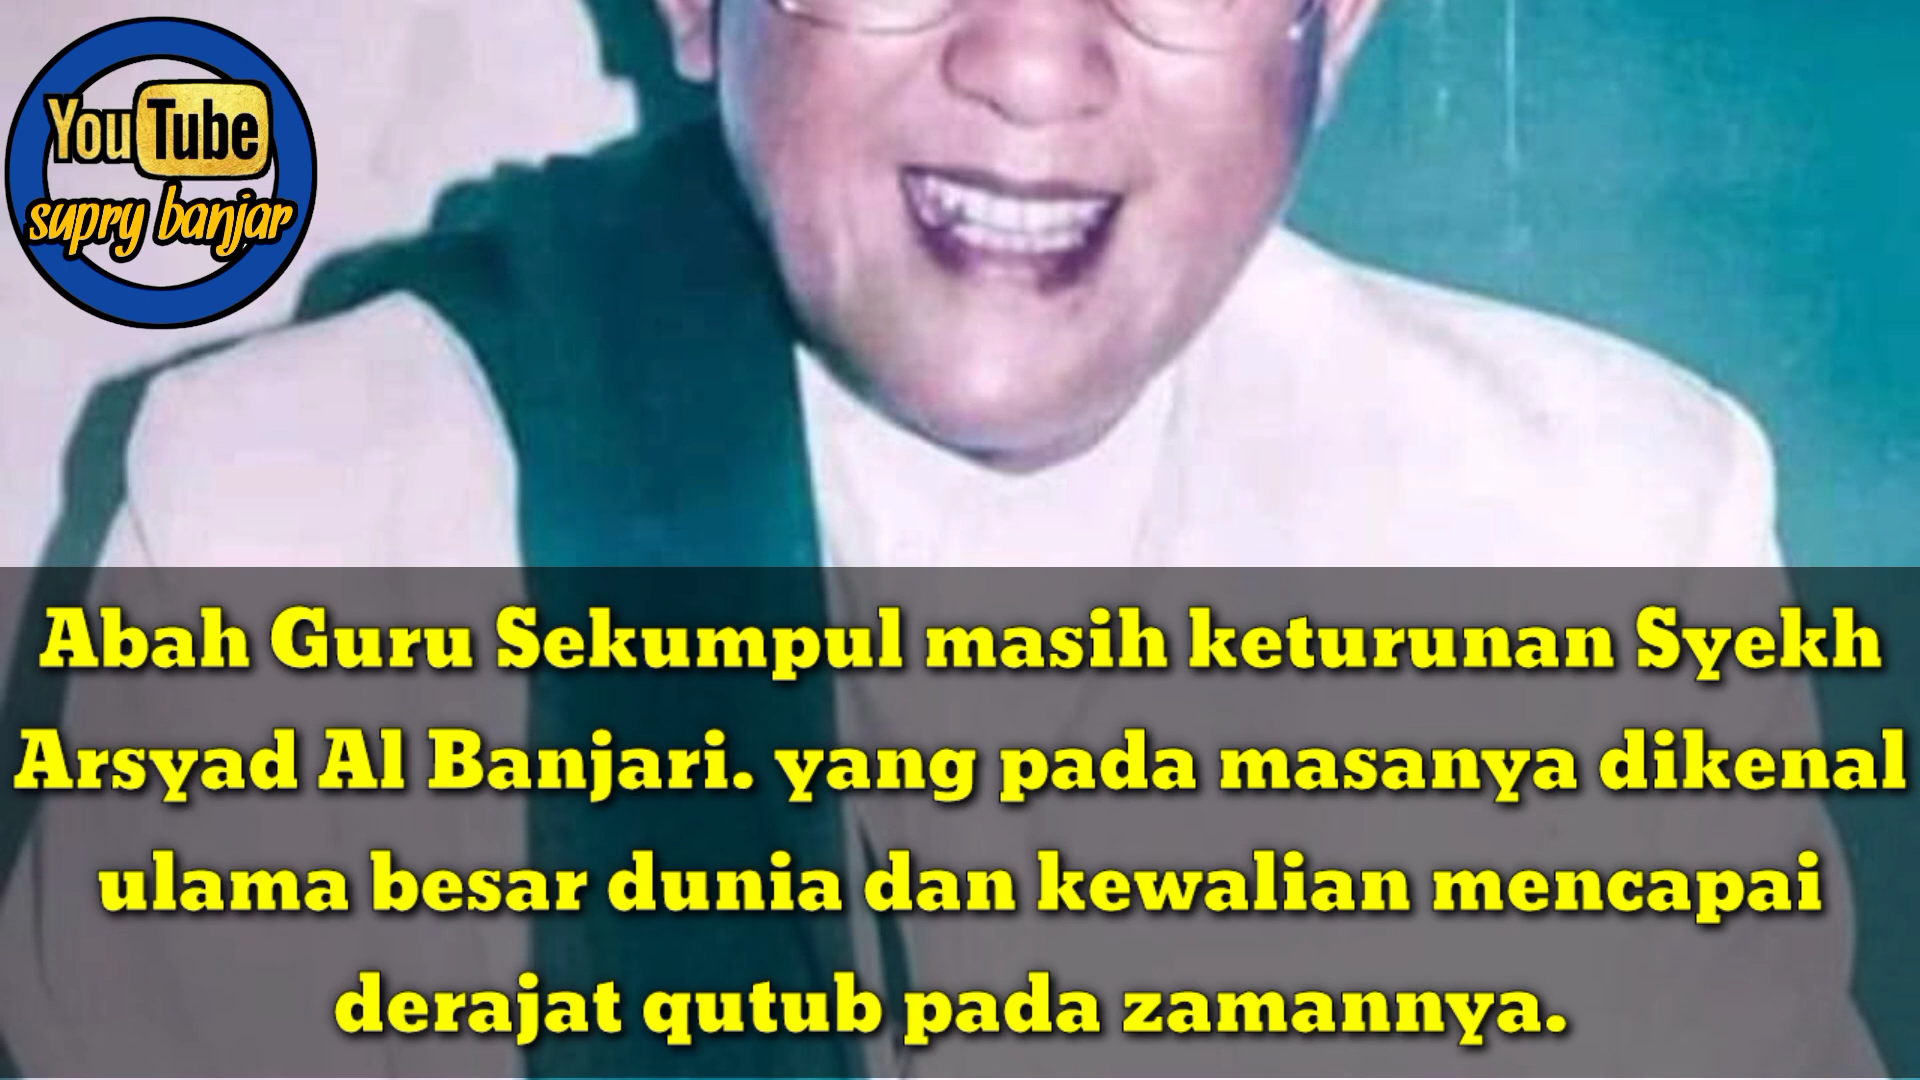 YouTube
supry banjar
Abah Guru Sekumpul masih keturunan Syekh
Arsyad Al Banjari. yang pada masanya dikenal
ulama besar dunia dan kewalian mencapai
derajat qutub pada zamannya.